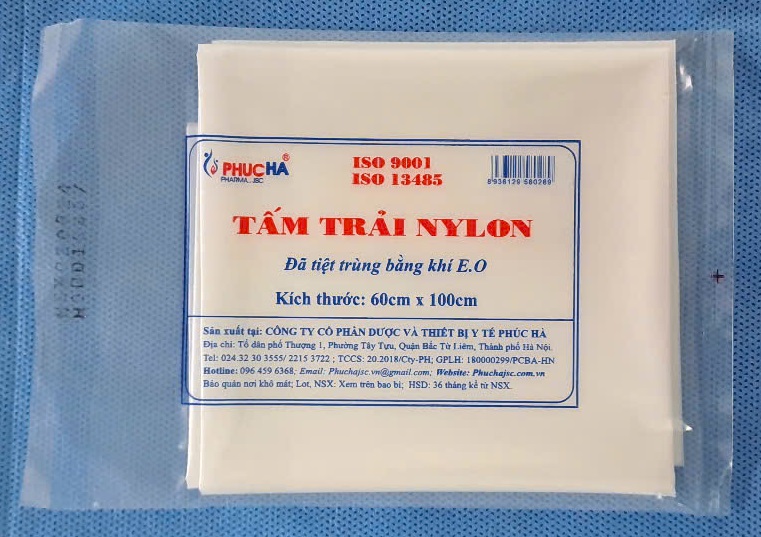 PHUCHA®
PHARMA.,JSC
ISO 9001
ISO 13485
8 936129 580289
TẤM TRẢI NYLON
Đã tiệt trùng bằng khí E.O
Kích thước: 60cm x 100cm
Sản xuất tại: CÔNG TY CỔ PHẦN DƯỢC VÀ THIẾT BỊ Y TẾ PHÚC HÀ
Địa chỉ: Tổ dân phố Thượng 1, Phường Tây Tựu, Quận Bắc Từ Liêm, Thành phố Hà Nội.
Tel: 024.32 30 3555/ 2215 3722 ; TCCS: 20.2018/Cty-PH; GPLH: 180000299/PCBA-HN
Hotline: 096 459 6368; Email: Phuchajsc.vn@gmail.com; Website: Phuchajsc.com.vn
Bảo quản nơi khô mát; Lot, NSX: Xem trên bao bì; HSD: 36 tháng kể từ NSX.